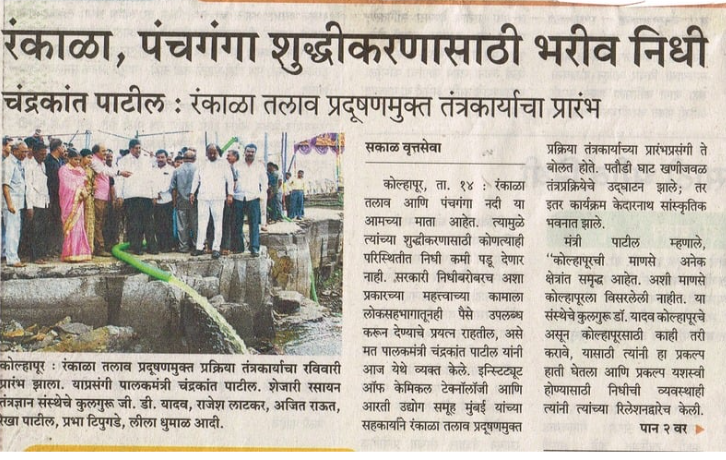 रंकाळा, पंचगंगा शुद्धीकरणासाठी भरीव निधी
चंद्रकांत पाटील : रंकाळा तलाव प्रदूषणमुक्त तंत्रकार्याचा प्रारंभ
कोल्हापूर : रंकाळा तलाव प्रदूषणमुक्त प्रक्रिया तंत्रकार्याचा रविवारी
प्रारंभ झाला. याप्रसंगी पालकमंत्री चंद्रकांत पाटील. शेजारी रसायन
तंत्रज्ञान संस्थेचे कुलगुरू जी. डी. यादव, राजेश लाटकर, अजित राऊत,
रेखा पाटील, प्रभा टिपुगडे, लीला धुमाळ आदी.
सकाळ वृत्तसेवा
कोल्हापूर, ता. १४ : रंकाळा
तलाव आणि पंचगंगा नदी या
आमच्या माता आहेत. त्यामुळे
त्यांच्या शुद्धीकरणासाठी कोणत्याही
परिस्थितीत निधी कमी पडू देणार
नाही. सरकारी निधीबरोबरच अशा
प्रकारच्या महत्त्वाच्या कामाला
लोकसहभागातूनही पैसे उपलब्ध
करून देण्याचे प्रयत्न राहतील, असे
मत पालकमंत्री चंद्रकांत पाटील यांनी
आज येथे व्यक्त केले. इन्स्टिट्यूट
ऑफ केमिकल टेक्नॉलॉजी आणि
आरती उद्योग समूह मुंबई यांच्या
सहकार्याने रंकाळा तलाव प्रदूषणमुक्त
प्रक्रिया तंत्रकार्याच्या प्रारंभप्रसंगी ते
बोलत होते. पतौडी घाट खणीजवळ
तंत्रप्रक्रियेचे उद्‌घाटन झाले; तर
इतर कार्यक्रम केदारनाथ सांस्कृतिक
भवनात झाले.
मंत्री पाटील म्हणाले,
‘‘कोल्हापूरची माणसे अनेक
क्षेत्रांत समृद्ध आहेत. अशी माणसे
कोल्हापूरला विसरलेली नाहीत. या
संस्थेचे कुलगुरू डॉ. यादव कोल्हापूरचे
असून कोल्हापूरसाठी काही तरी
करावे, यासाठी त्यांनी हा प्रकल्प
हाती घेतला आणि प्रकल्प यशस्वी
होण्यासाठी निधीची व्यवस्थाही
त्यांनी त्यांच्या रिलेशनद्वारेच केली.
पान २ वर